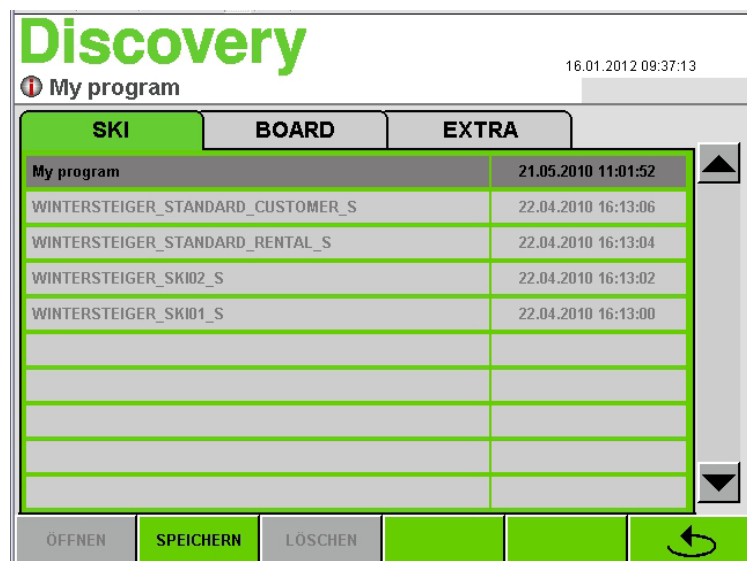 Discovery
16.01.2012 09:37:13
My program
SKI BOARD EXTRA
My program 21.05.2010 11:01:52
WINTERSTEIGER_STANDARD_CUSTOMER_S 22.04.2010 16:13:06
WINTERSTEIGER_STANDARD_RENTAL_S 22.04.2010 16:13:04
WINTERSTEIGER_SKI02_S 22.04.2010 16:13:02
WINTERSTEIGER_SKI01_S 22.04.2010 16:13:00
ÖFFNEN SPEICHERN LÖSCHEN